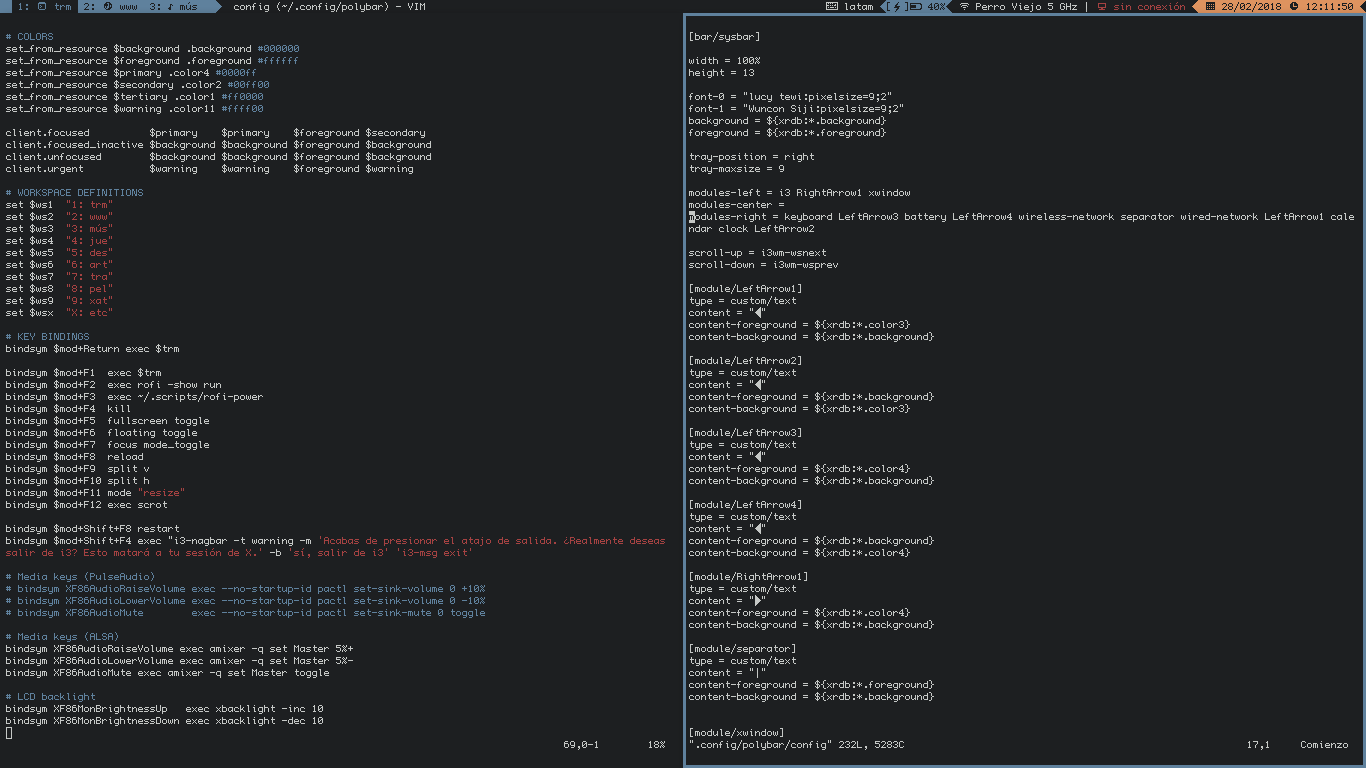 1: trm 2: www 3: ♪ mús config (~/.config/polybar) - VIM latam 40% Perro Viejo 5 GHz | sin conexión 28/02/2018 12:11:50
# COLORS
set_from_resource $background .background #000000
set_from_resource $foreground .foreground #ffffff
set_from_resource $primary .color4 #0000ff
set_from_resource $secondary .color2 #00ff00
set_from_resource $tertiary .color1 #ff0000
set_from_resource $warning .color11 #ffff00
client.focused $primary $primary $foreground $secondary
client.focused_inactive $background $background $foreground $background
client.unfocused $background $background $foreground $background
client.urgent $warning $warning $foreground $warning
# WORKSPACE DEFINITIONS
set $ws1 "1: trm"
set $ws2 "2: www"
set $ws3 "3: mús"
set $ws4 "4: jue"
set $ws5 "5: des"
set $ws6 "6: art"
set $ws7 "7: tra"
set $ws8 "8: pel"
set $ws9 "9: xat"
set $wsx "X: etc"
# KEY BINDINGS
bindsym $mod+Return exec $trm
bindsym $mod+F1 exec $trm
bindsym $mod+F2 exec rofi -show run
bindsym $mod+F3 exec ~/.scripts/rofi-power
bindsym $mod+F4 kill
bindsym $mod+F5 fullscreen toggle
bindsym $mod+F6 floating toggle
bindsym $mod+F7 focus mode_toggle
bindsym $mod+F8 reload
bindsym $mod+F9 split v
bindsym $mod+F10 split h
bindsym $mod+F11 mode "resize"
bindsym $mod+F12 exec scrot
bindsym $mod+Shift+F8 restart
bindsym $mod+Shift+F4 exec "i3-nagbar -t warning -m 'Acabas de presionar el atajo de salida. ¿Realmente deseas
salir de i3? Esto matará a tu sesión de X.' -b 'sí, salir de i3' 'i3-msg exit'
# Media keys (PulseAudio)
# bindsym XF86AudioRaiseVolume exec --no-startup-id pactl set-sink-volume 0 +10%
# bindsym XF86AudioLowerVolume exec --no-startup-id pactl set-sink-volume 0 -10%
# bindsym XF86AudioMute exec --no-startup-id pactl set-sink-mute 0 toggle
# Media keys (ALSA)
bindsym XF86AudioRaiseVolume exec amixer -q set Master 5%+
bindsym XF86AudioLowerVolume exec amixer -q set Master 5%-
bindsym XF86AudioMute exec amixer -q set Master toggle
# LCD backlight
bindsym XF86MonBrightnessUp exec xbacklight -inc 10
bindsym XF86MonBrightnessDown exec xbacklight -dec 10
69,0-1 18%
[bar/sysbar]
width = 100%
height = 13
font-0 = "lucy tewi:pixelsize=9;2"
font-1 = "Wuncon Siji:pixelsize=9;2"
background = ${xrdb:*.background}
foreground = ${xrdb:*.foreground}
tray-position = right
tray-maxsize = 9
modules-left = i3 RightArrow1 xwindow
modules-center =
modules-right = keyboard LeftArrow3 battery LeftArrow4 wireless-network separator wired-network LeftArrow1 cale
ndar clock LeftArrow2
scroll-up = i3wm-wsnext
scroll-down = i3wm-wsprev
[module/LeftArrow1]
type = custom/text
content = "◀"
content-foreground = ${xrdb:*.color3}
content-background = ${xrdb:*.background}
[module/LeftArrow2]
type = custom/text
content = "◀"
content-foreground = ${xrdb:*.background}
content-background = ${xrdb:*.color3}
[module/LeftArrow3]
type = custom/text
content = "◀"
content-foreground = ${xrdb:*.color4}
content-background = ${xrdb:*.background}
[module/LeftArrow4]
type = custom/text
content = "◀"
content-foreground = ${xrdb:*.background}
content-background = ${xrdb:*.color4}
[module/RightArrow1]
type = custom/text
content = "▶"
content-foreground = ${xrdb:*.color4}
content-background = ${xrdb:*.background}
[module/separator]
type = custom/text
content = "|"
content-foreground = ${xrdb:*.foreground}
content-background = ${xrdb:*.background}
[module/xwindow]
".config/polybar/config" 232L, 5283C 17,1 Comienzo